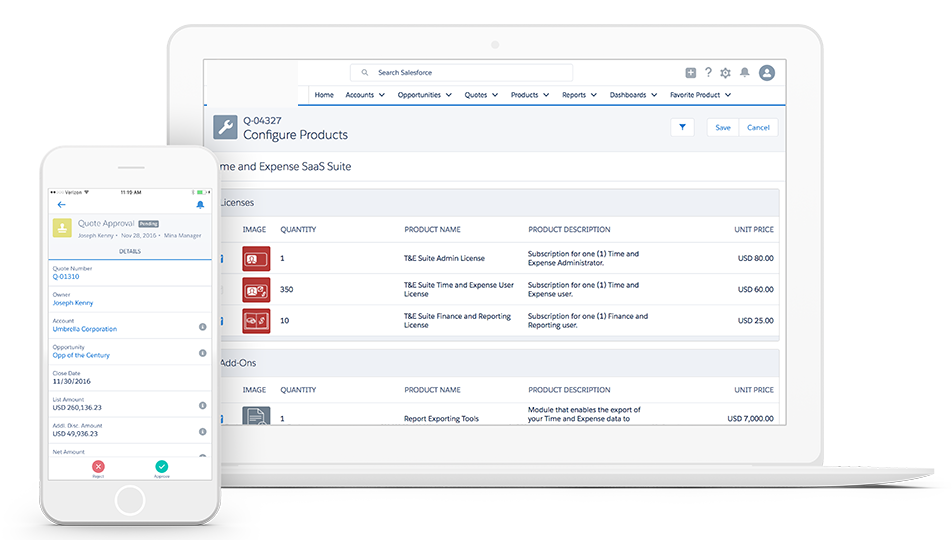 Search Salesforce
Home Accounts Opportunities Quotes Products Reports Dashboards Favorite Product
Q-04327
Configure Products
Save Cancel
me and Expense SaaS Suite
Licenses
IMAGE QUANTITY PRODUCT NAME PRODUCT DESCRIPTION UNIT PRICE
1 T&E Suite Admin License Subscription for one (1) Time and
Expense Administrator. USD 80.00
350 T&E Suite Time and Expense User
License Subscription for one (1) Time and
Expense user. USD 60.00
10 T&E Suite Finance and Reporting
License Subscription for one (1) Finance and
Reporting user. USD 25.00
Add-Ons
IMAGE QUANTITY PRODUCT NAME PRODUCT DESCRIPTION UNIT PRICE
1 Report Exporting Tools Module that enables the export of
your Time and Expense data to USD 7,000.00
Verizon 11:15 AM
Quote Approval Pending
Joseph Kenny • Nov 28, 2016 • Mina Manager
DETAILS
Quote Number
Q-01310
Owner
Joseph Kenny
Account
Umbrella Corporation
Opportunity
Opp of the Century
Close Date
11/30/2016
List Amount
USD 260,136.23
Addl. Disc. Amount
USD 49,936.23
Net Amount
Reject Approve